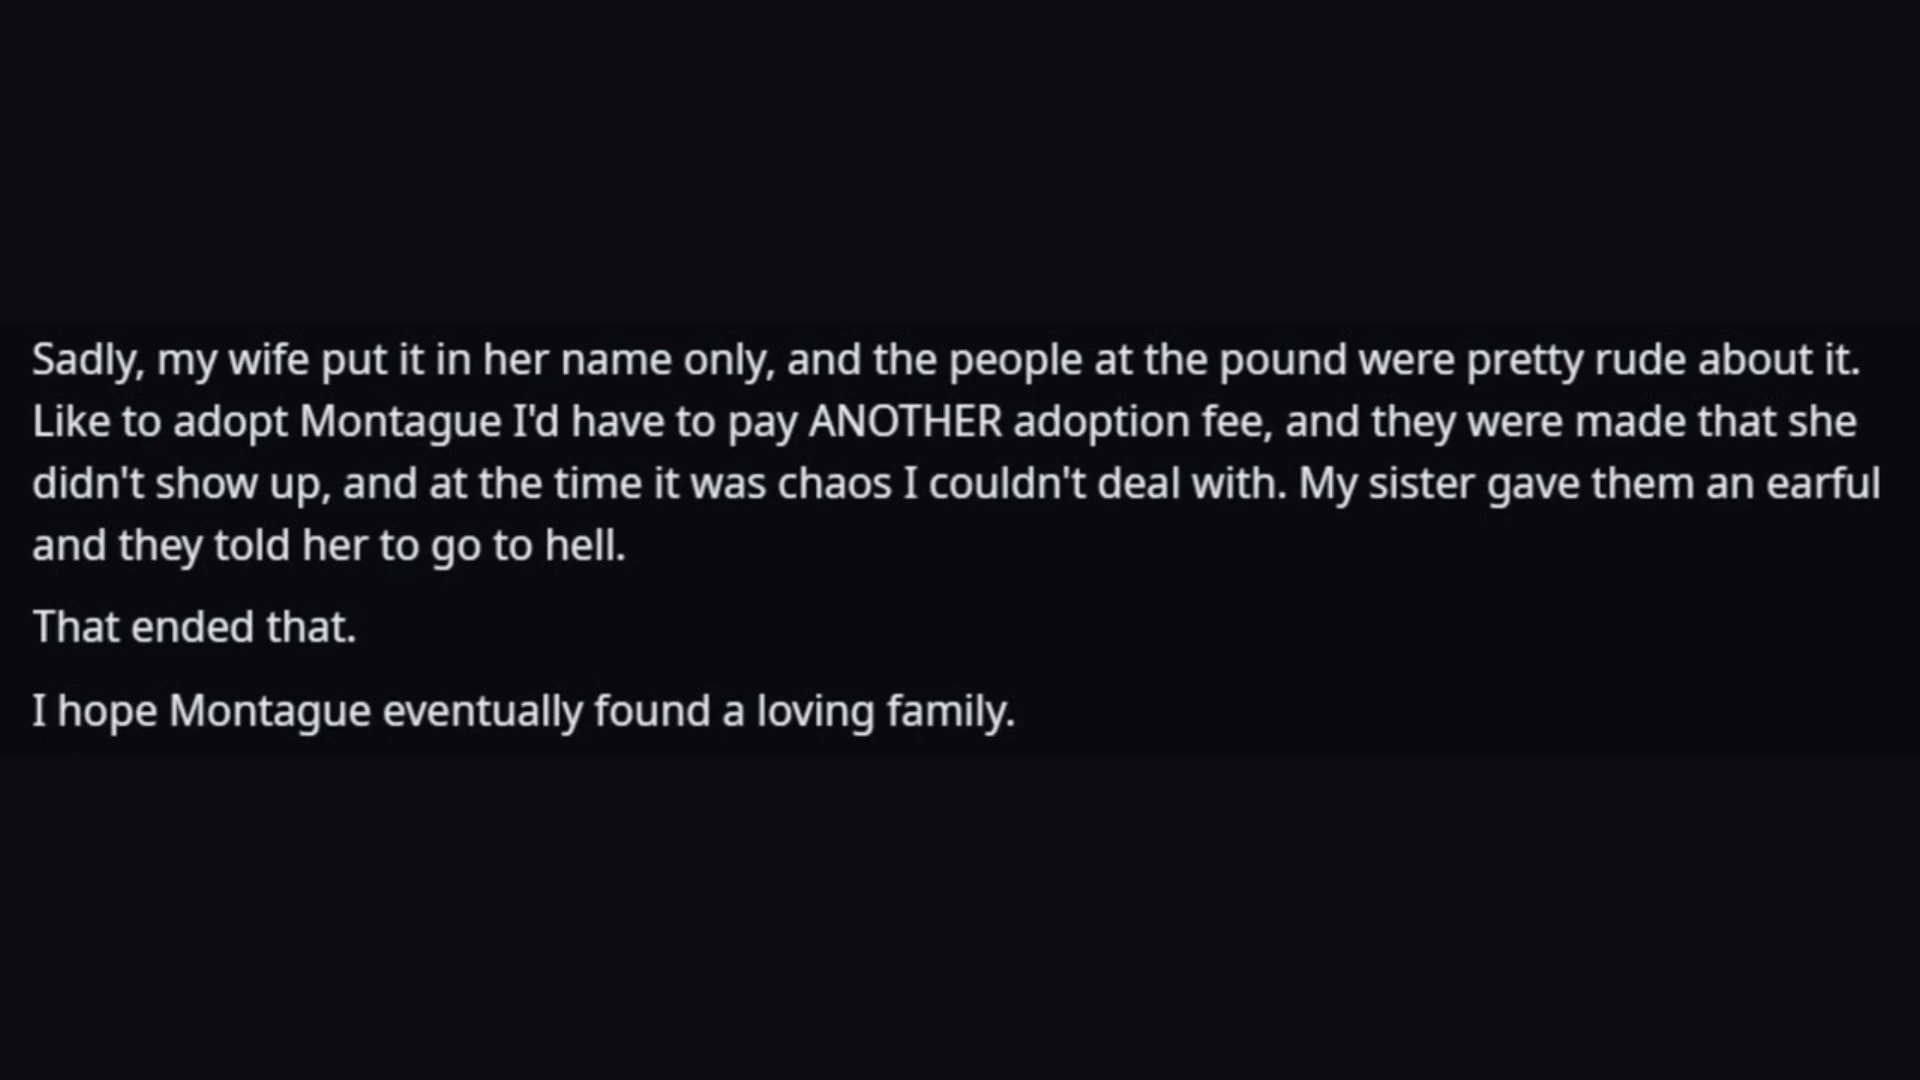 Sadly, my wife put it in her name only, and the people at the pound were pretty rude about it.
Like to adopt Montague I'd have to pay ANOTHER adoption fee, and they were made that she
didn't show up, and at the time it was chaos I couldn't deal with. My sister gave them an earful
and they told her to go to hell.
That ended that.
I hope Montague eventually found a loving family.